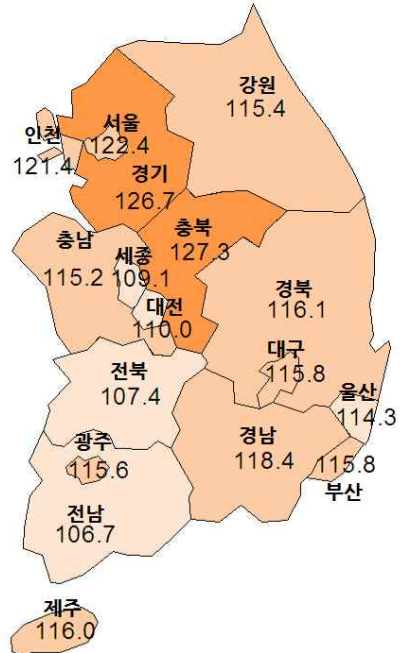 강원
115.4
서울
122.4
인천
121.4
경기
126.7
충북
127.3
충남
115.2
세종
109.1
대전
110.0
경북
116.1
대구
115.8
전북
107.4
울산
114.3
경남
118.4
광주
115.6
115.8
부산
전남
106.7
제주
116.0